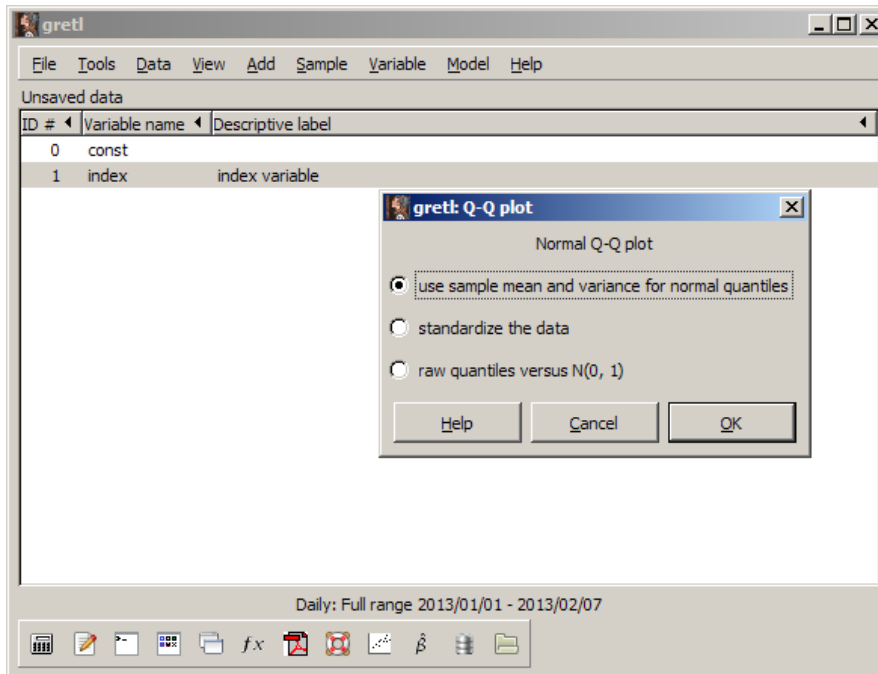 gretl
File Tools Data View Add Sample Variable Model Help
Unsaved data
ID # Variable name Descriptive label
0 const
1 index index variable
gretl: Q-Q plot
Normal Q-Q plot
use sample mean and variance for normal quantiles
standardize the data
raw quantiles versus N(0, 1)
Help Cancel OK
Daily: Full range 2013/01/01 - 2013/02/07
fx β̂